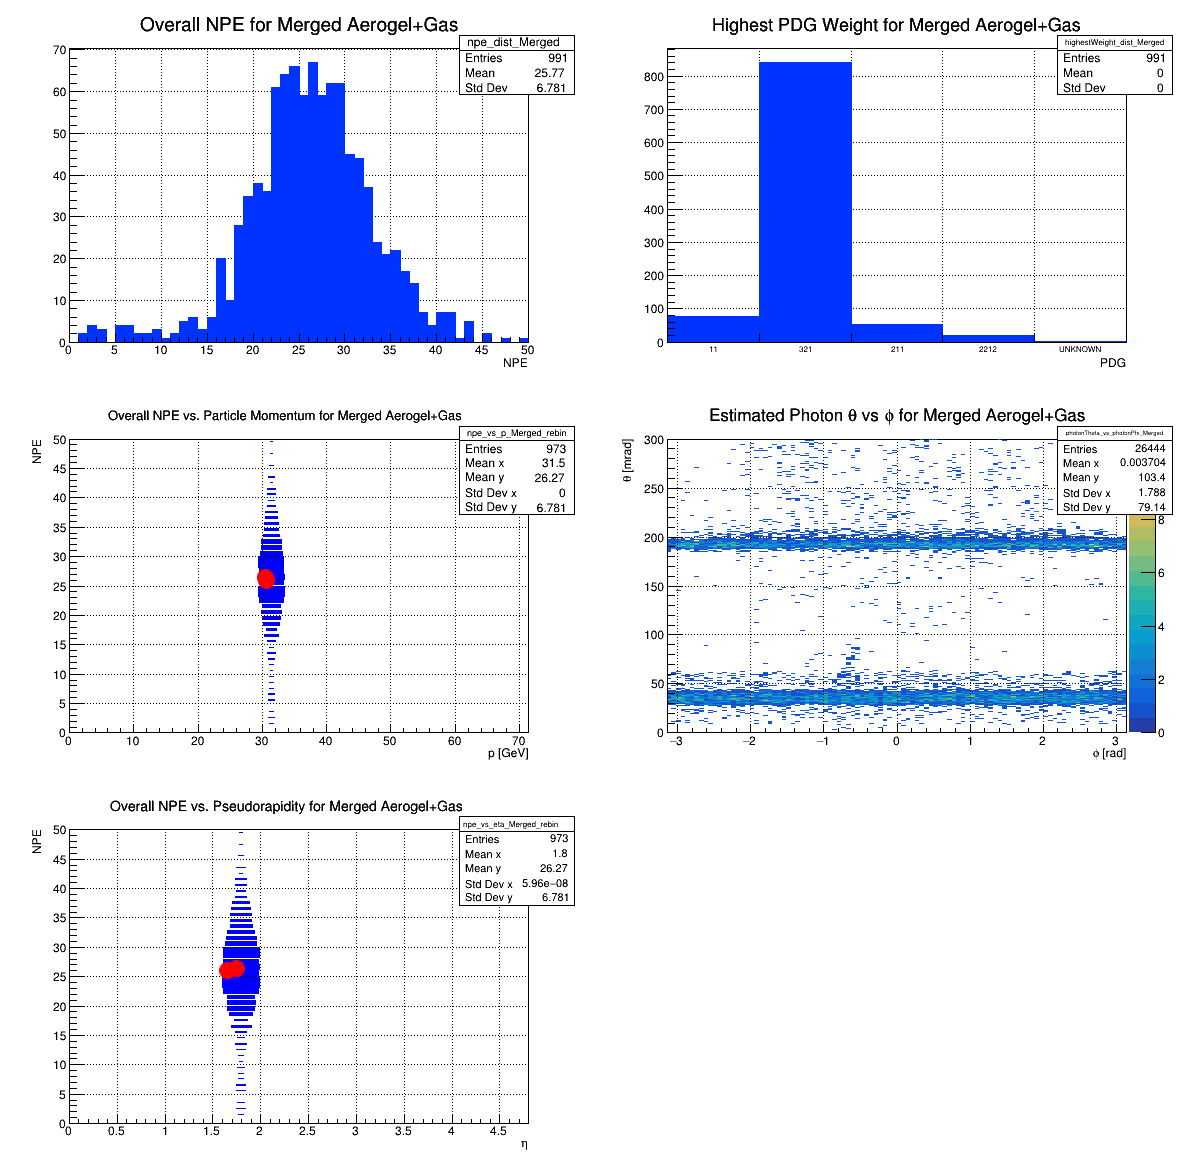 Overall NPE for Merged Aerogel+Gas
npe_dist_Merged
Entries 991
Mean 25.77
Std Dev 6.781
70
60
50
40
30
20
10
0
0 5 10 15 20 25 30 35 40 45 50
NPE
Highest PDG Weight for Merged Aerogel+Gas
highestWeight_dist_Merged
Entries 991
Mean 0
Std Dev 0
800
700
600
500
400
300
200
100
0
11 321 211 2212 UNKNOWN
PDG
Overall NPE vs. Particle Momentum for Merged Aerogel+Gas
npe_vs_p_Merged_rebin
Entries 973
Mean x 31.5
Mean y 26.27
Std Dev x 0
Std Dev y 6.781
NPE
50
45
40
35
30
25
20
15
10
5
0
0 10 20 30 40 50 60 70
p [GeV]
Estimated Photon θ vs ϕ for Merged Aerogel+Gas
photonTheta_vs_photonPhi_Merged
Entries 26444
Mean x 0.003704
Mean y 103.4
Std Dev x 1.788
Std Dev y 79.14
θ [mrad]
300
250
200
150
100
50
0
−3 −2 −1 0 1 2 3
ϕ [rad]
8
6
4
2
0
Overall NPE vs. Pseudorapidity for Merged Aerogel+Gas
npe_vs_eta_Merged_rebin
Entries 973
Mean x 1.8
Mean y 26.27
Std Dev x 5.96e−08
Std Dev y 6.781
NPE
50
45
40
35
30
25
20
15
10
5
0
0 0.5 1 1.5 2 2.5 3 3.5 4 4.5
η